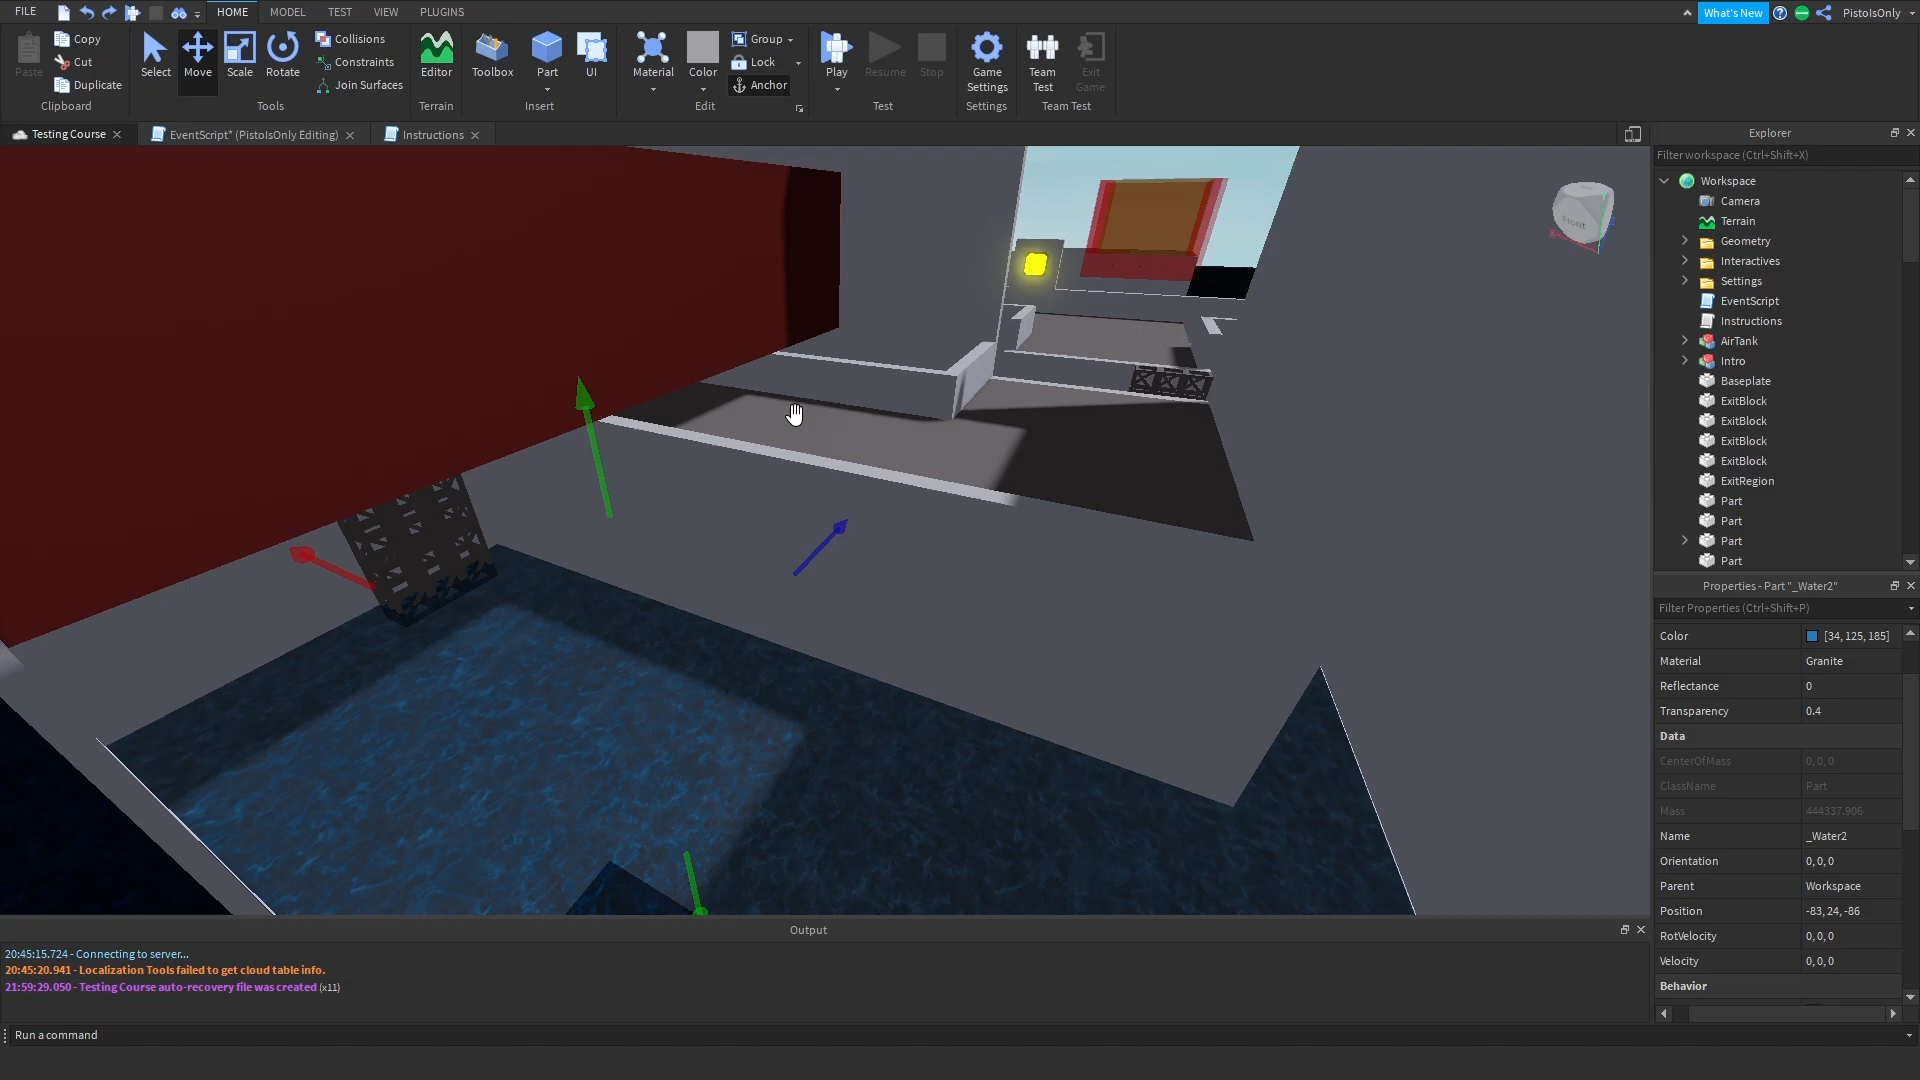 FILE
HOME
MODEL
TEST
VIEW
PLUGINS
What's New
PistolsOnly
Paste
Copy
Cut
Duplicate
Clipboard
Select
Move
Scale
Rotate
Collisions
Constraints
Join Surfaces
Tools
Editor
Terrain
Toolbox
Part
UI
Insert
Material
Color
Group
Lock
Anchor
Edit
Play
Resume
Stop
Test
Game
Settings
Settings
Team
Test
Exit
Game
Team Test
Testing Course
EventScript* (PistolsOnly Editing)
Instructions
Front
X
Explorer
Filter workspace (Ctrl+Shift+X)
Workspace
Camera
Terrain
Geometry
Interactives
Settings
EventScript
Instructions
AirTank
Intro
Baseplate
ExitBlock
ExitBlock
ExitBlock
ExitBlock
ExitRegion
Part
Part
Part
Part
Properties - Part "_Water2"
Filter Properties (Ctrl+Shift+P)
Color [34, 125, 185]
Material Granite
Reflectance 0
Transparency 0.4
Data
CenterOfMass 0, 0, 0
ClassName Part
Mass 444337.906
Name _Water2
Orientation 0, 0, 0
Parent Workspace
Position -83, 24, -86
RotVelocity 0, 0, 0
Velocity 0, 0, 0
Behavior
Output
20:45:15.724 - Connecting to server...
20:45:20.941 - Localization Tools failed to get cloud table info.
21:59:29.050 - Testing Course auto-recovery file was created (x11)
Run a command